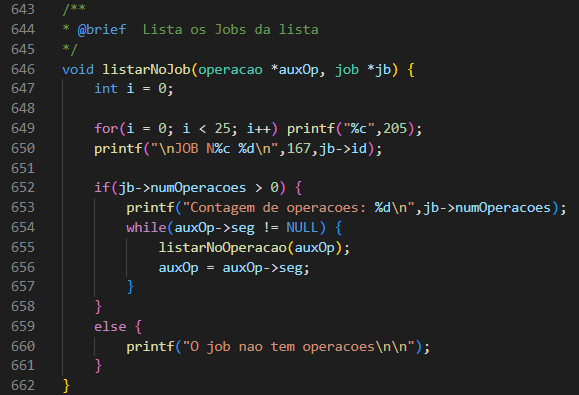 643 /**
644 * @brief  Lista os Jobs da lista
645 */
646 void listarNoJob(operacao *auxOp, job *jb) {
647     int i = 0;
648
649     for(i = 0; i < 25; i++) printf("%c",205);
650     printf("\nJOB N%c %d\n",167,jb->id);
651
652     if(jb->numOperacoes > 0) {
653         printf("Contagem de operacoes: %d\n",jb->numOperacoes);
654         while(auxOp->seg != NULL) {
655             listarNoOperacao(auxOp);
656             auxOp = auxOp->seg;
657         }
658     }
659     else {
660         printf("O job nao tem operacoes\n\n");
661     }
662 }